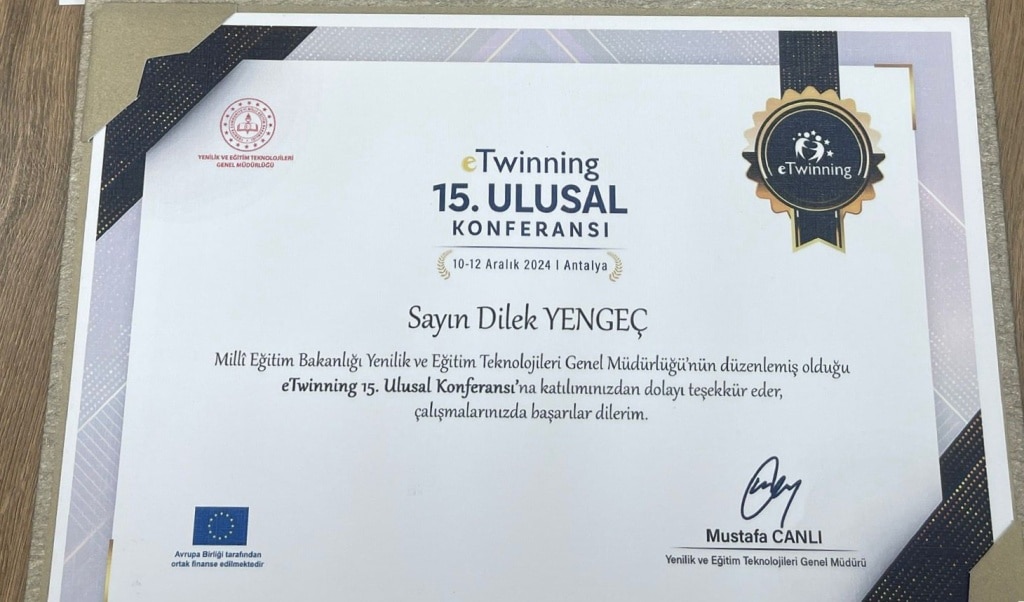 YENİLİK VE EĞİTİM TEKNOLOJİLERİ
GENEL MÜDÜRLÜĞÜ
eTwinning
15. ULUSAL
KONFERANSI
10-12 Aralık 2024 | Antalya
eTwinning
Sayın Dilek YENGEÇ
Millî Eğitim Bakanlığı Yenilik ve Eğitim Teknolojileri Genel Müdürlüğü'nün düzenlemiş olduğu
eTwinning 15. Ulusal Konferansı'na katılımınızdan dolayı teşekkür eder,
çalışmalarınızda başarılar dilerim.
Avrupa Birliği tarafından
ortak finanse edilmektedir
Mustafa CANLI
Yenilik ve Eğitim Teknolojileri Genel Müdürü